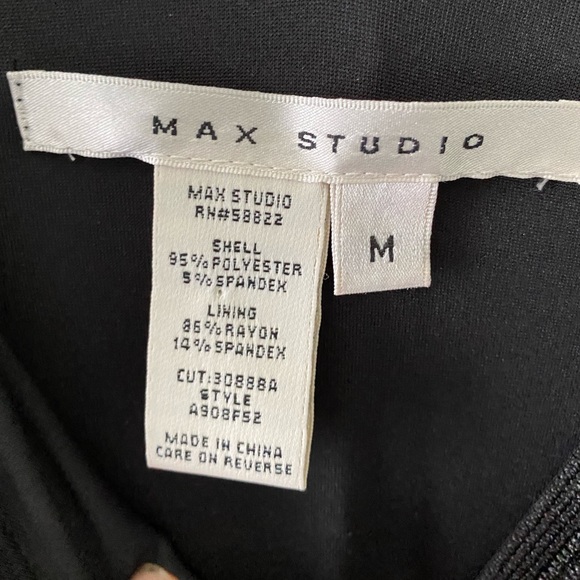 MAX STUDIO
MAX STUDIO
RN#58822
SHELL
95% POLYESTER
5% SPANDEX
LINING
86% RAYON
14% SPANDEX
CUT:30888A
STYLE
A908F52
MADE IN CHINA
CARE ON REVERSE
M